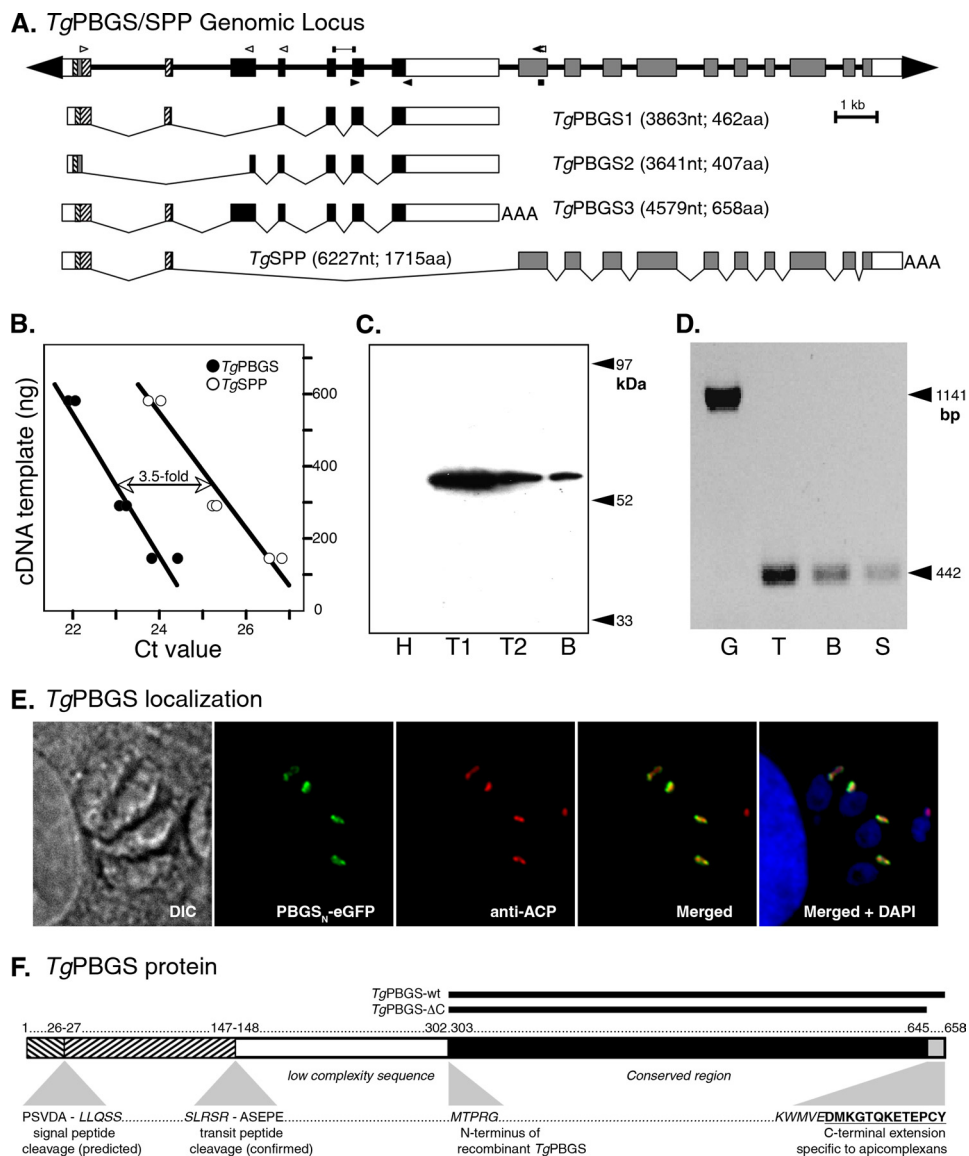 A. TgPBGS/SPP Genomic Locus
1 kb
TgPBGS1 (3863nt; 462aa)
TgPBGS2 (3641nt; 407aa)
AAA
TgPBGS3 (4579nt; 658aa)
TgSPP (6227nt; 1715aa)
AAA
B.
TgPBGS
TgSPP
cDNA template (ng)
600
400
200
0
3.5-fold
22 24 26
Ct value
C.
97
kDa
52
33
H T1 T2 B
D.
1141
bp
442
G T B S
E. TgPBGS localization
DIC
PBGSN-eGFP
anti-ACP
Merged
Merged + DAPI
F. TgPBGS protein
TgPBGS-wt
TgPBGS-ΔC
1....26-27....................147-148..............................302.303..............................................................645....658
low complexity sequence
Conserved region
PSVDA - LLQSS...............SLRSR - ASEPE..............................MTPRG..................................................KWMVEDMKGTQKETEPCY
signal peptide
cleavage (predicted)
transit peptide
cleavage (confirmed)
N-terminus of
recombinant TgPBGS
C-terminal extension
specific to apicomplexans